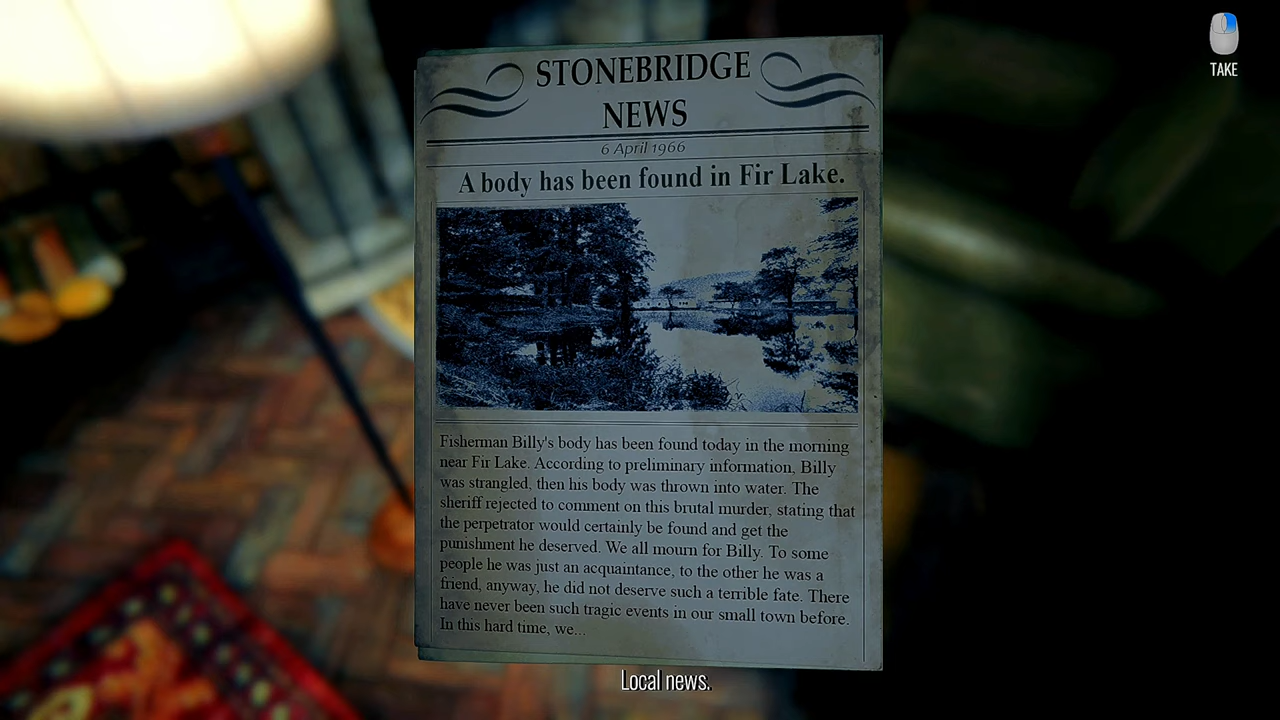 TAKE
STONEBRIDGE
NEWS
6 April 1966
A body has been found in Fir Lake.
Fisherman Billy's body has been found today in the morning
near Fir Lake. According to preliminary information, Billy
was strangled, then his body was thrown into water. The
sheriff rejected to comment on this brutal murder, stating that
the perpetrator would certainly be found and get the
punishment he deserved. We all mourn for Billy. To some
people he was just an acquaintance, to the other he was a
friend, anyway, he did not deserve such a terrible fate. There
have never been such tragic events in our small town before.
In this hard time, we...
Local news.